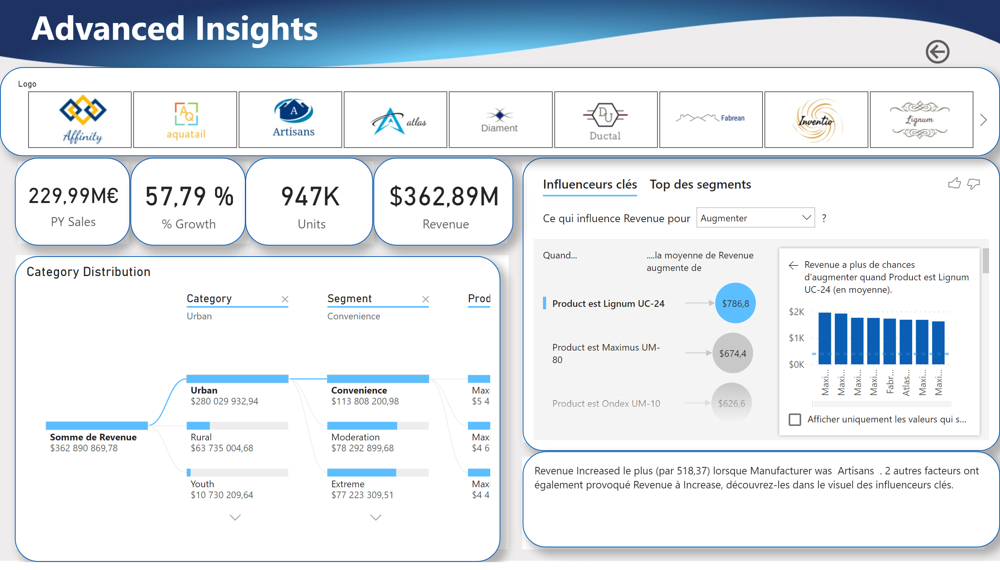 Advanced Insights
Logo
Affinity
AQ
aquatail
A
Artisans
atlas
Diament
DU
Ductal
Fabrean
Inventio
Lignum
229,99M€
PY Sales
57,79 %
% Growth
947K
Units
$362,89M
Revenue
Influenceurs clés Top des segments
Ce qui influence Revenue pour Augmenter ?
Quand...
....la moyenne de Revenue
augmente de
Product est Lignum UC-24
$786,8
Product est Maximus UM-
80
$674,4
Product est Ondex UM-10
$626,6
Revenue a plus de chances
d'augmenter quand Product est Lignum
UC-24 (en moyenne).
$2K
$1K
$0K
Maxi...
Maxi...
Maxi...
Maxi...
Fabr...
Atlas...
Maxi...
Maxi...
Afficher uniquement les valeurs qui s...
Category Distribution
Category
Urban
Segment
Convenience
Prod
Somme de Revenue
$362 890 869,78
Urban
$280 029 932,94
Rural
$63 735 004,68
Youth
$10 730 209,64
Convenience
$113 808 200,98
Moderation
$78 292 899,68
Extreme
$77 223 309,51
Maxi
$5 4
Maxi
$4 6
Maxi
$4 4
Revenue Increased le plus (par 518,37) lorsque Manufacturer was  Artisans  . 2 autres facteurs ont
également provoqué Revenue à Increase, découvrez-les dans le visuel des influenceurs clés.